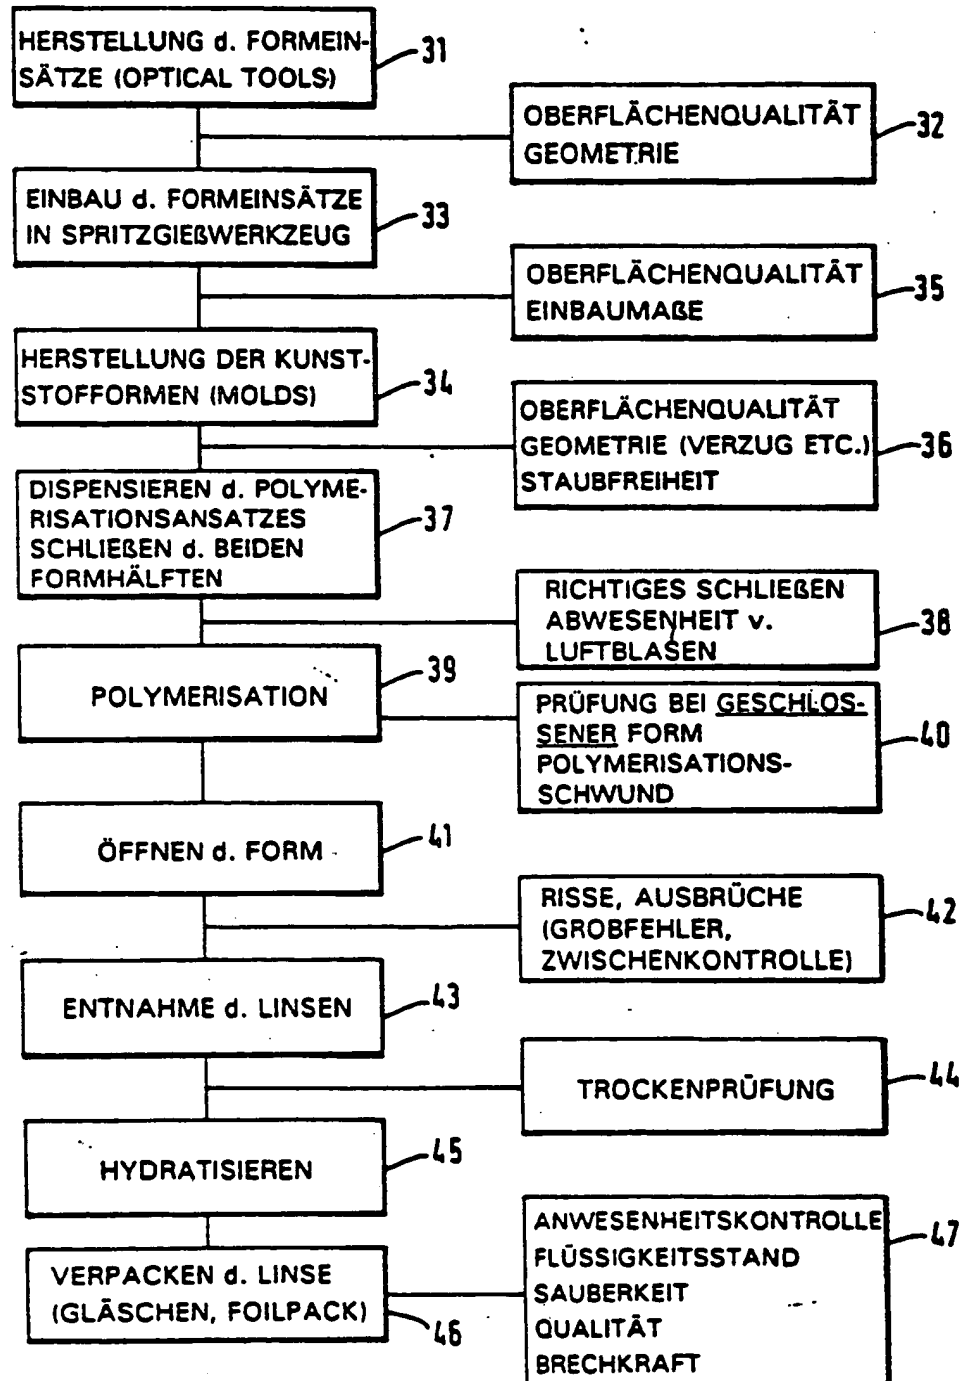 HERSTELLUNG d. FORMEIN-
SÄTZE (OPTICAL TOOLS)
31
OBERFLÄCHENQUALITÄT
GEOMETRIE
32
EINBAU d. FORMEINSÄTZE
IN SPRITZGIEßWERKZEUG
33
OBERFLÄCHENQUALITÄT
EINBAUMAßE
35
HERSTELLUNG DER KUNST-
STOFFORMEN (MOLDS)
34
OBERFLÄCHENQUALITÄT
GEOMETRIE (VERZUG ETC.)
STAUBFREIHEIT
36
DISPENSIEREN d. POLYME-
RISATIONSANSATZES
SCHLIEßEN d. BEIDEN
FORMHÄLFTEN
37
RICHTIGES SCHLIEßEN
ABWESENHEIT v.
LUFTBLASEN
38
POLYMERISATION
39
PRÜFUNG BEI GESCHLOS-
SENER FORM
POLYMERISATIONS-
SCHWUND
40
ÖFFNEN d. FORM
41
RISSE, AUSBRÜCHE
(GROBFEHLER,
ZWISCHENKONTROLLE)
42
ENTNAHME d. LINSEN
43
TROCKENPRÜFUNG
44
HYDRATISIEREN
45
VERPACKEN d. LINSE
(GLÄSCHEN, FOILPACK)
46
ANWESENHEITSKONTROLLE
FLÜSSIGKEITSSTAND
SAUBERKEIT
QUALITÄT
BRECHKRAFT
47